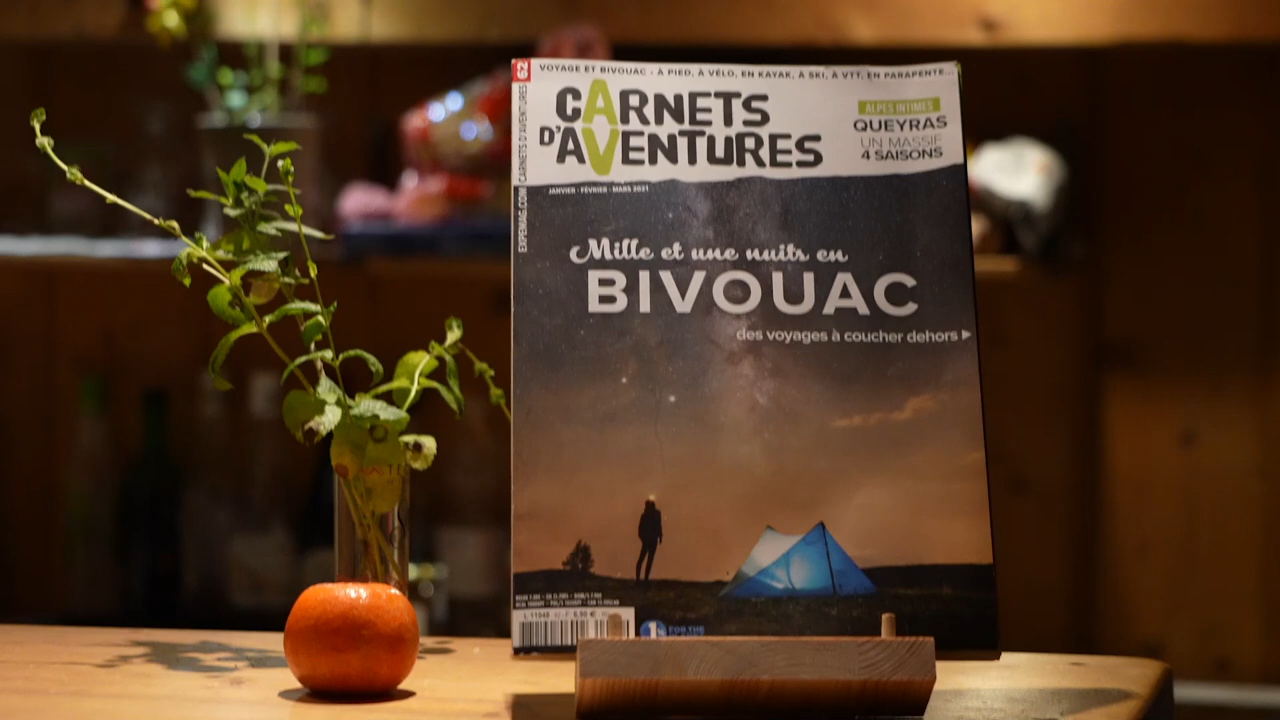 62
VOYAGE ET BIVOUAC - À PIED, À VÉLO, EN KAYAK, À SKI, À VTT, EN PARAPENTE...
CARNETS
D'AVENTURES
ALPES INTIMES
QUEYRAS
UN MASSIF
4 SAISONS
EXPEMAG.COM CARNETS D'AVENTURES
JANVIER - FÉVRIER - MARS 2021
Mille et une nuits en
BIVOUAC
des voyages à coucher dehors
FOR THE